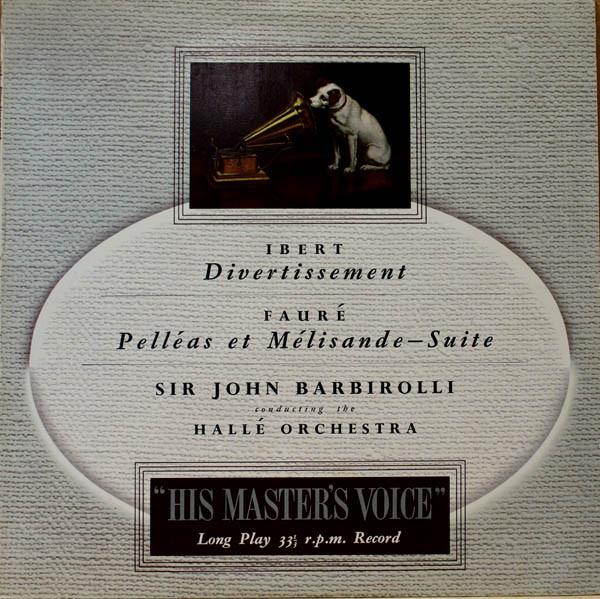 IBERT
Divertissement
FAURÉ
Pelléas et Mélisande–Suite
SIR JOHN BARBIROLLI
conducting the
HALLÉ ORCHESTRA
"HIS MASTER'S VOICE"
Long Play 33⅓ r.p.m. Record